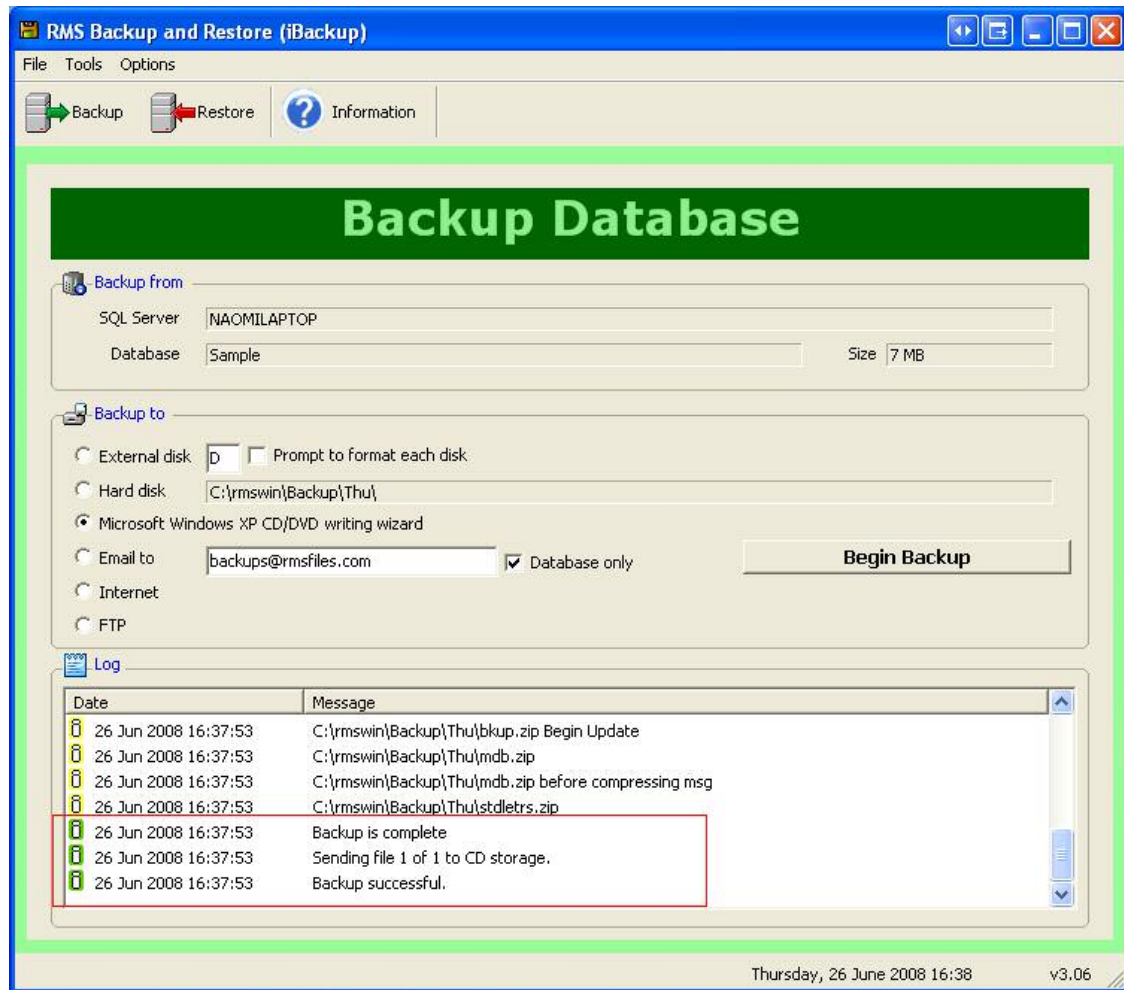 RMS Backup and Restore (iBackup)
File Tools Options
Backup Restore Information
Backup Database
Backup from
SQL Server NAOMILAPTOP
Database Sample Size 7 MB
Backup to
External disk D Prompt to format each disk
Hard disk C:\rmswin\Backup\Thu\
Microsoft Windows XP CD/DVD writing wizard
Email to backups@rmsfiles.com Database only Begin Backup
Internet
FTP
Log
Date Message
26 Jun 2008 16:37:53 C:\rmswin\Backup\Thu\bkup.zip Begin Update
26 Jun 2008 16:37:53 C:\rmswin\Backup\Thu\mdb.zip
26 Jun 2008 16:37:53 C:\rmswin\Backup\Thu\mdb.zip before compressing msg
26 Jun 2008 16:37:53 C:\rmswin\Backup\Thu\stdletrs.zip
26 Jun 2008 16:37:53 Backup is complete
26 Jun 2008 16:37:53 Sending file 1 of 1 to CD storage.
26 Jun 2008 16:37:53 Backup successful.
Thursday, 26 June 2008 16:38 v3.06